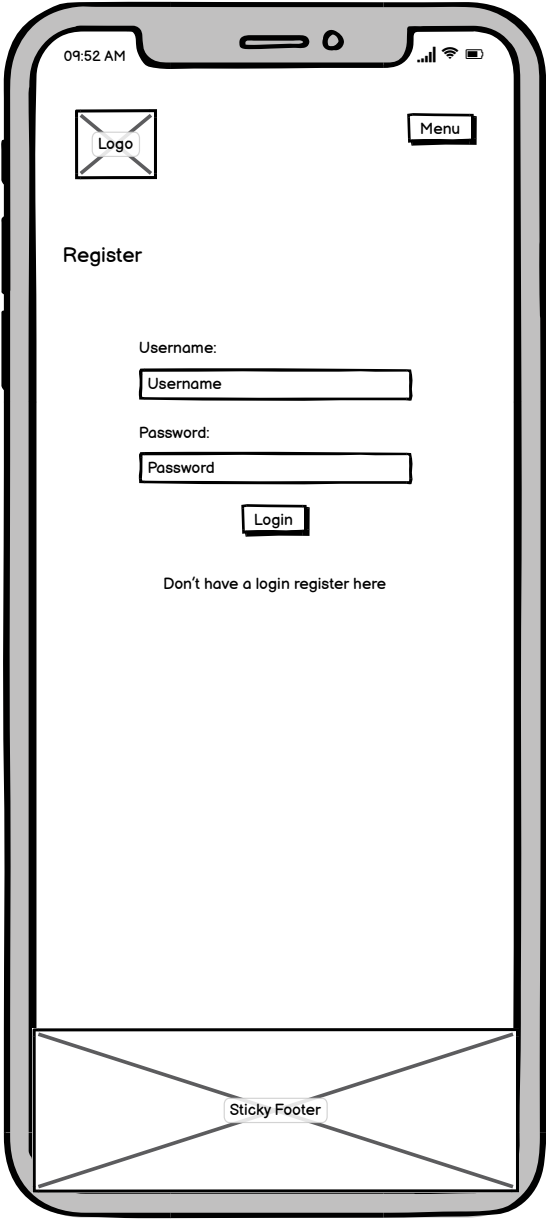 09:52 AM
Logo
Menu
Register
Username:
Username
Password:
Password
Login
Don't have a login register here
Sticky Footer